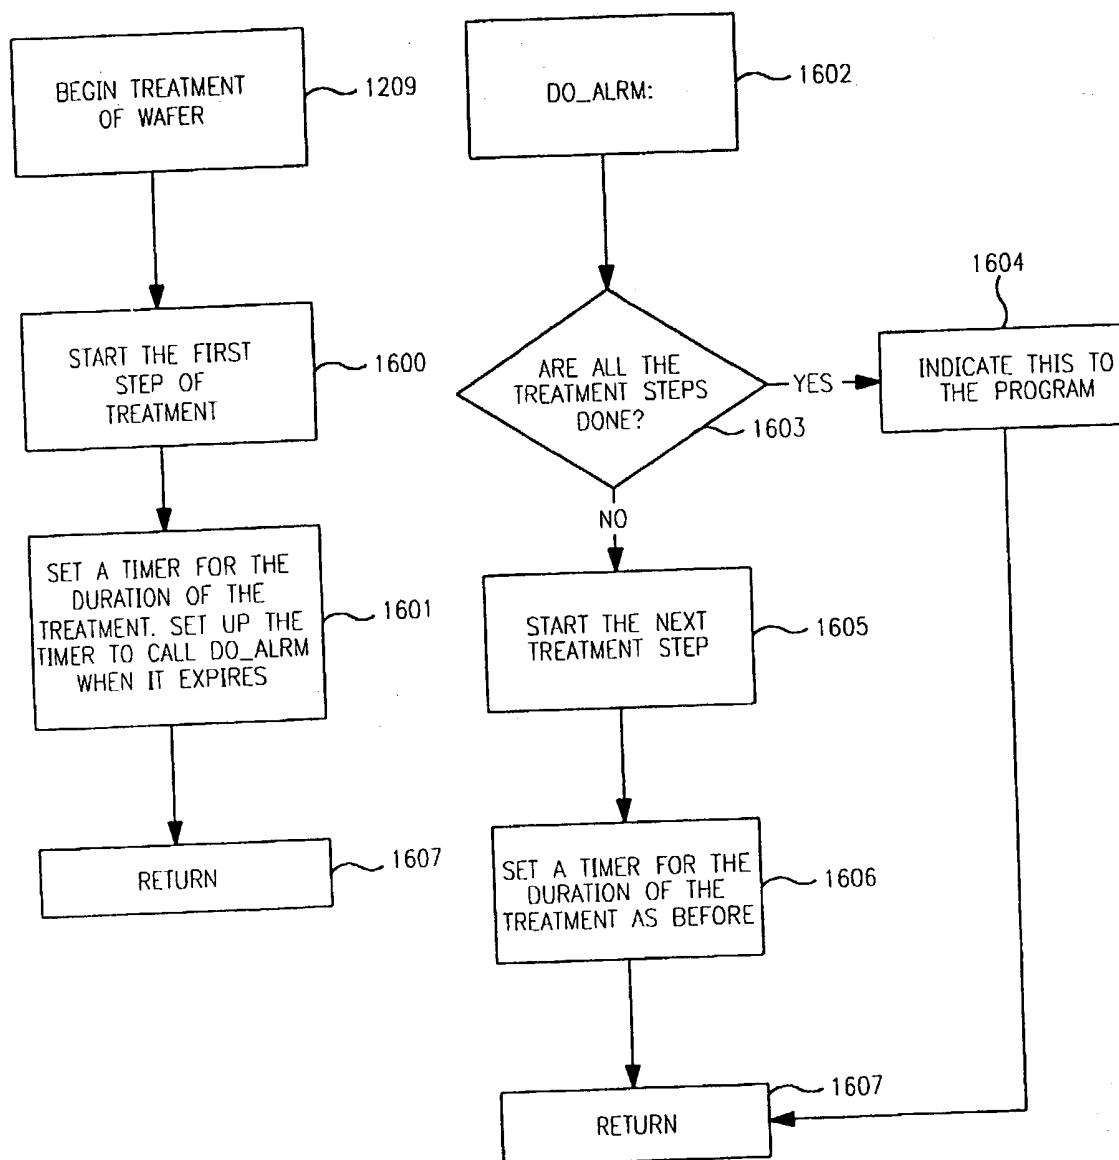 BEGIN TREATMENT
OF WAFER
1209
START THE FIRST
STEP OF
TREATMENT
1600
SET A TIMER FOR THE
DURATION OF THE
TREATMENT. SET UP THE
TIMER TO CALL DO_ALRM
WHEN IT EXPIRES
1601
RETURN
1607
DO_ALRM:
1602
ARE ALL THE
TREATMENT STEPS
DONE?
1603
YES
1604
INDICATE THIS TO
THE PROGRAM
NO
START THE NEXT
TREATMENT STEP
1605
SET A TIMER FOR THE
DURATION OF THE
TREATMENT AS BEFORE
1606
RETURN
1607